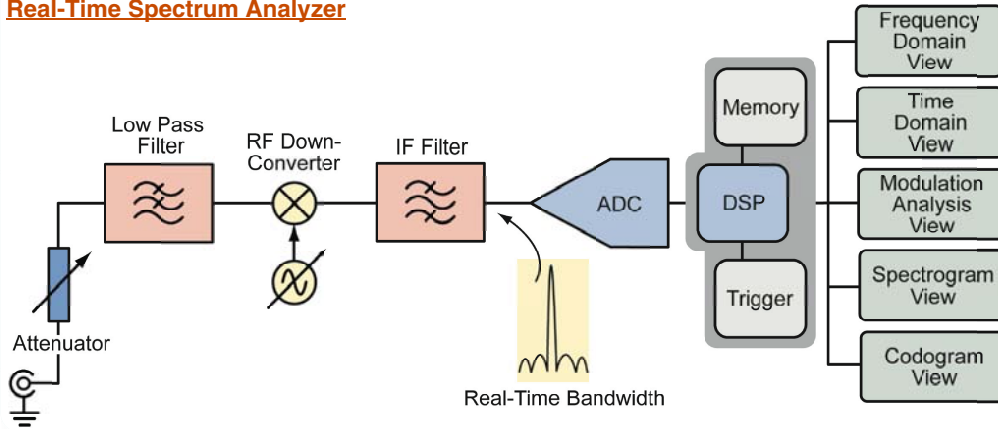 Real-Time Spectrum Analyzer
Low Pass
Filter
RF Down-
Converter
IF Filter
ADC
Memory
DSP
Trigger
Attenuator
Real-Time Bandwidth
Frequency
Domain
View
Time
Domain
View
Modulation
Analysis
View
Spectrogram
View
Codogram
View